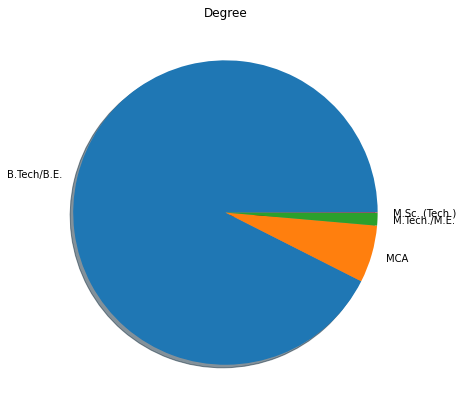 Degree
B.Tech/B.E.
M.Sc. (Tech.)
M.Tech./M.E.
MCA